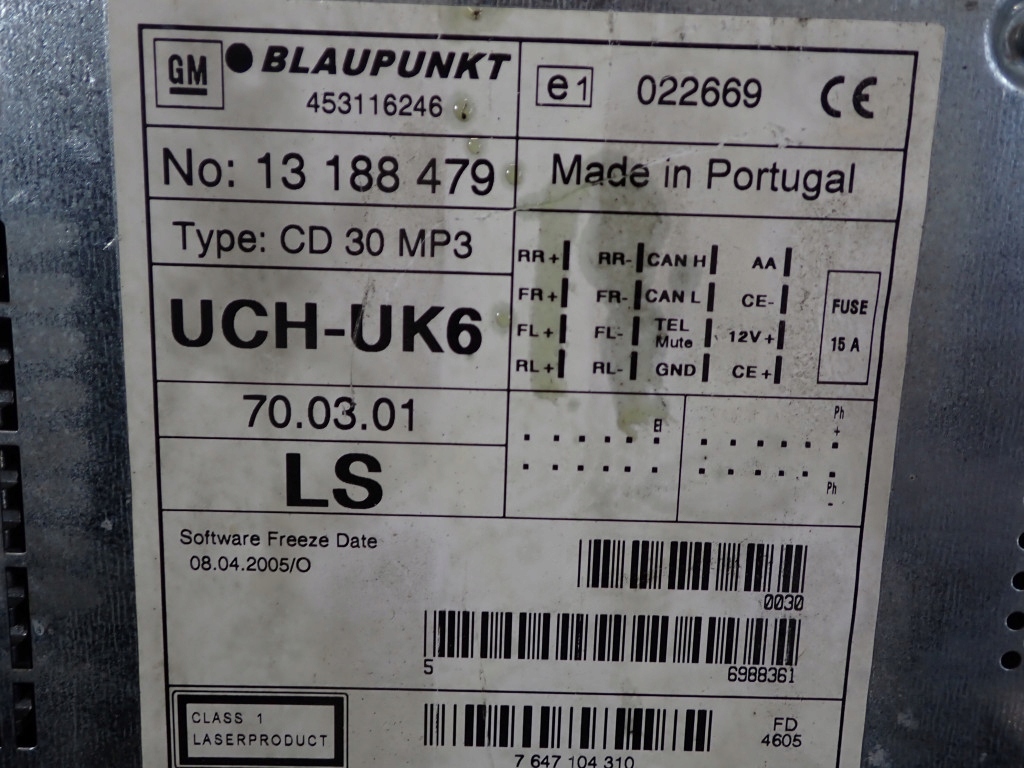 GM
BLAUPUNKT
453116246
e1 022669 CE
No: 13 188 479
Made in Portugal
Type: CD 30 MP3
UCH-UK6
70.03.01
LS
RR+ RR- CAN H AA
FR+ FR- CAN L CE-
FL+ FL- TEL Mute 12V+
RL+ RL- GND CE+
FUSE
15 A
El
Ph
+
Ph
-
Software Freeze Date
08.04.2005/O
0030
5 6988361
CLASS 1
LASERPRODUCT
7 647 104 310
FD
4605